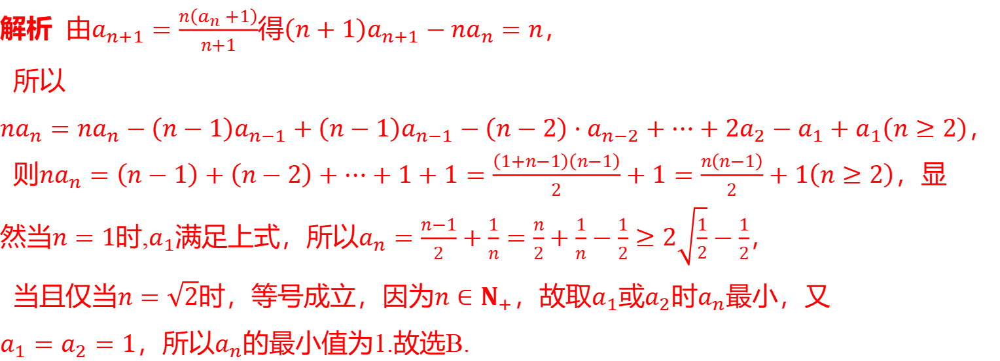 解析 由$a_{n+1}=\frac{n(a_n+1)}{n+1}$得$(n+1)a_{n+1}-na_n=n$，
所以
$na_n=na_n-(n-1)a_{n-1}+(n-1)a_{n-1}-(n-2)\cdot a_{n-2}+\cdots+2a_2-a_1+a_1(n\geq 2)$，
则$na_n=(n-1)+(n-2)+\cdots+1+1=\frac{(1+n-1)(n-1)}{2}+1=\frac{n(n-1)}{2}+1(n\geq 2)$，显
然当$n=1$时,$a_1$满足上式，所以$a_n=\frac{n-1}{2}+\frac{1}{n}=\frac{n}{2}+\frac{1}{n}-\frac{1}{2}\geq 2\sqrt{\frac{1}{2}}-\frac{1}{2}$,
当且仅当$n=\sqrt{2}$时，等号成立，因为$n\in \mathbf{N}_+$，故取$a_1$或$a_2$时$a_n$最小，又
$a_1=a_2=1$，所以$a_n$的最小值为1.故选B.